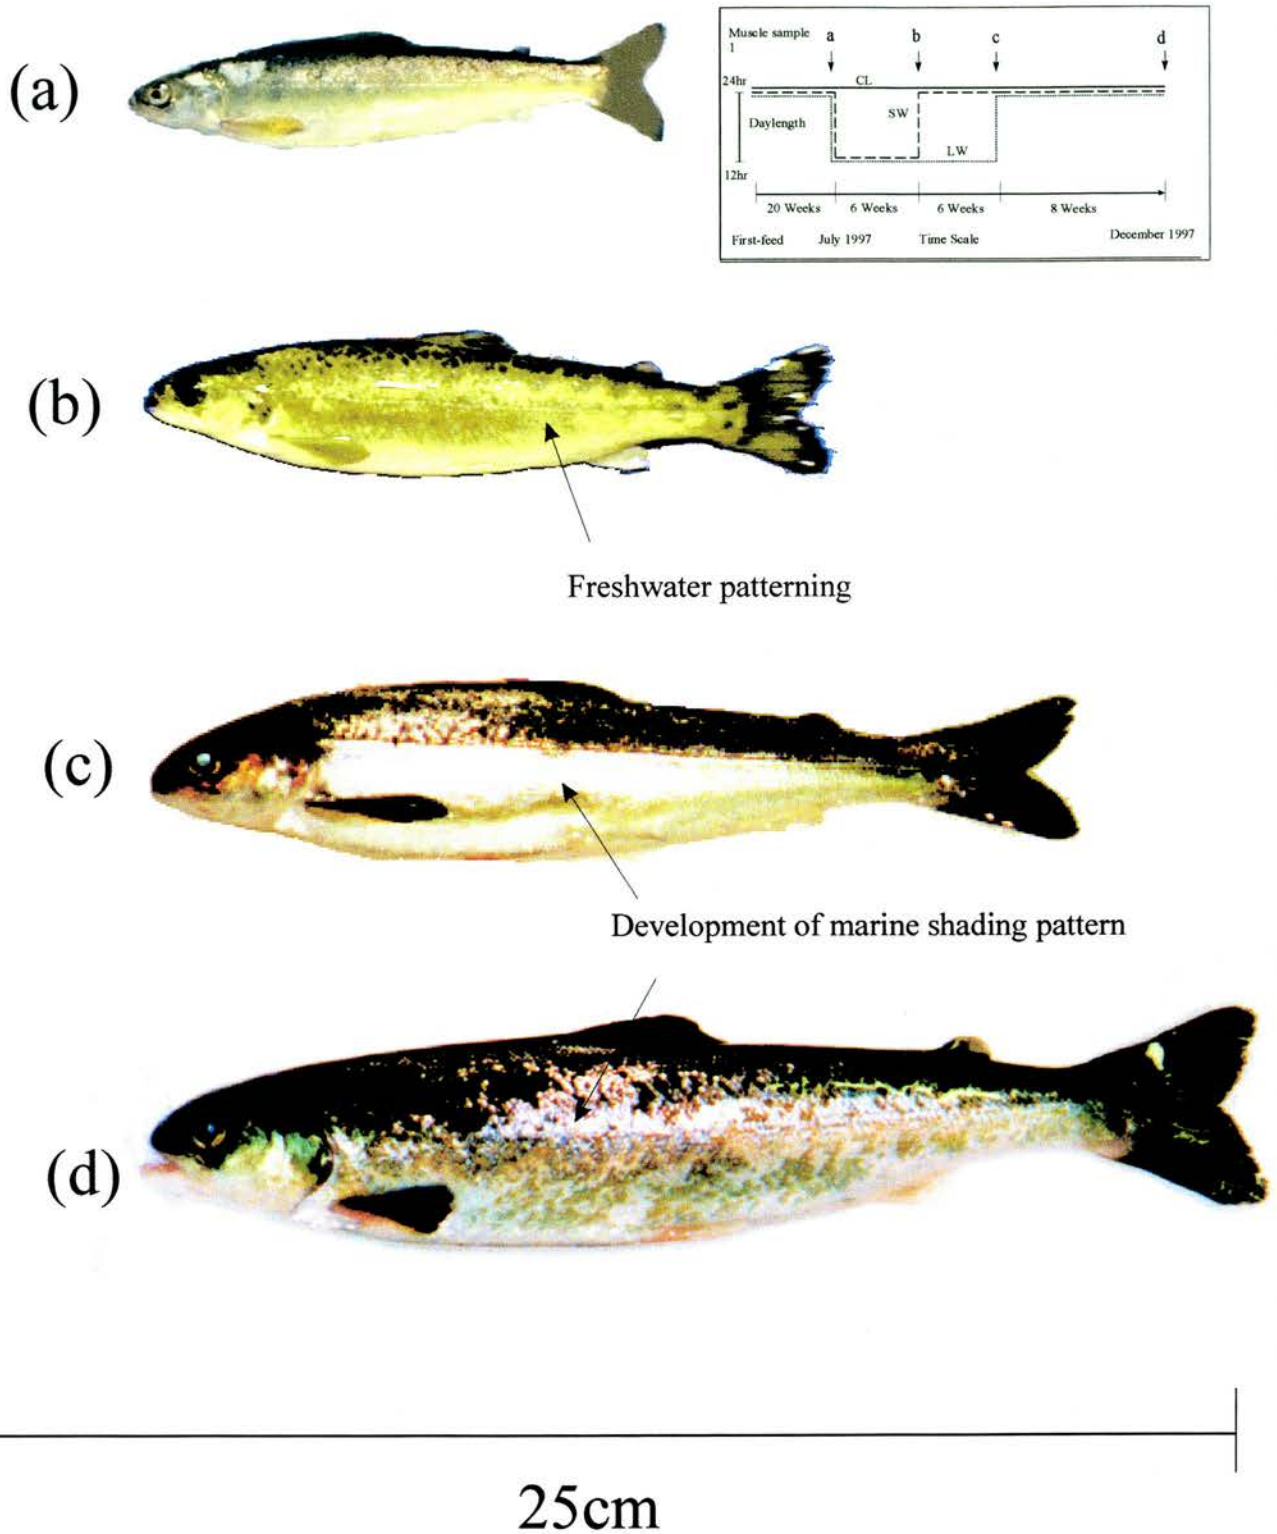 (a)
Muscle sample
1
a b c d
24hr
CL
SW
Daylength
LW
12hr
20 Weeks 6 Weeks 6 Weeks 8 Weeks
First-feed July 1997 Time Scale December 1997
(b)
Freshwater patterning
(c)
Development of marine shading pattern
(d)
25cm